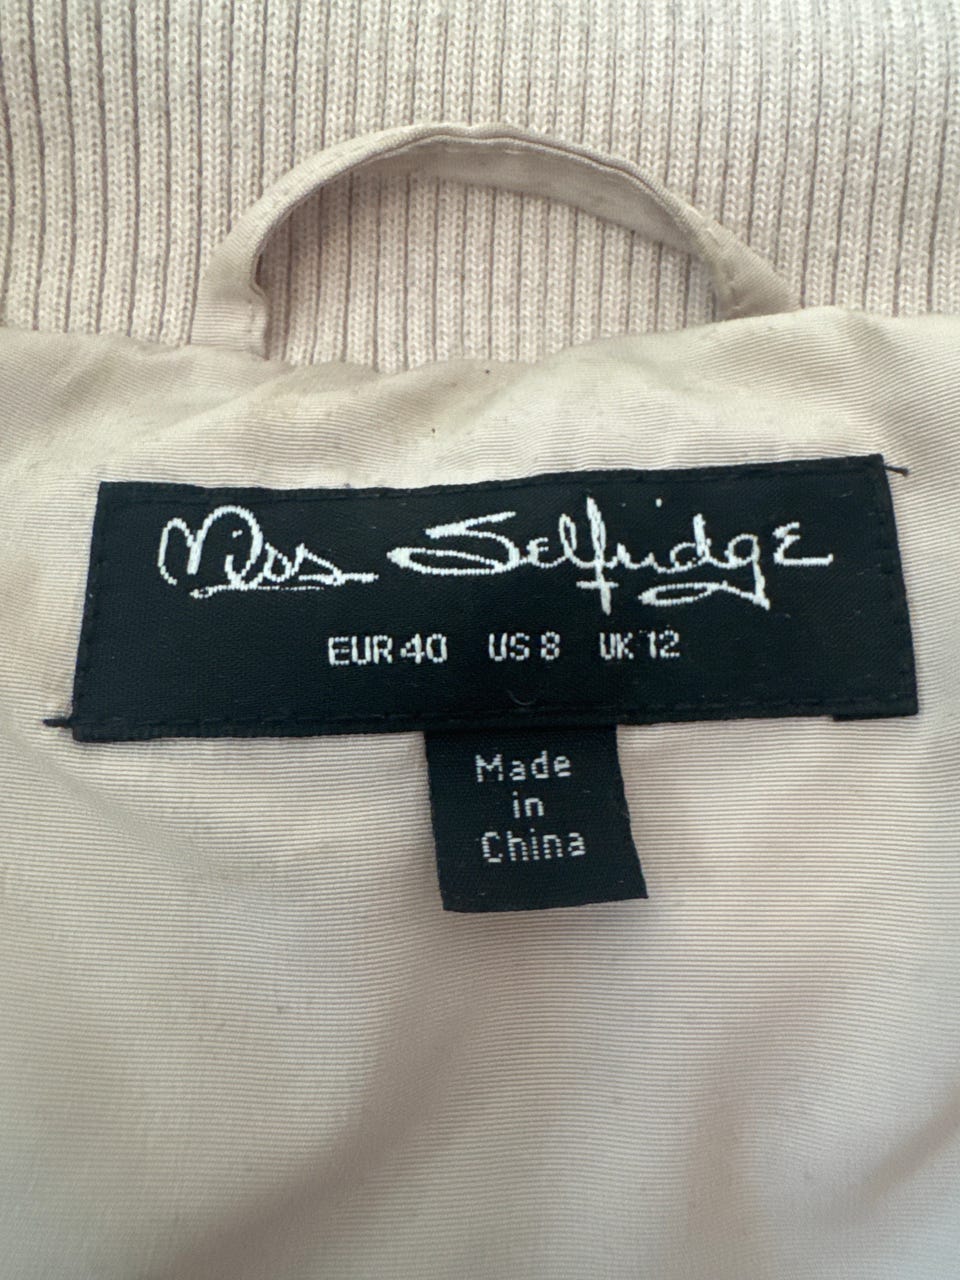 Miss Selfridge
EUR 40 US 8 UK 12
Made
in
China